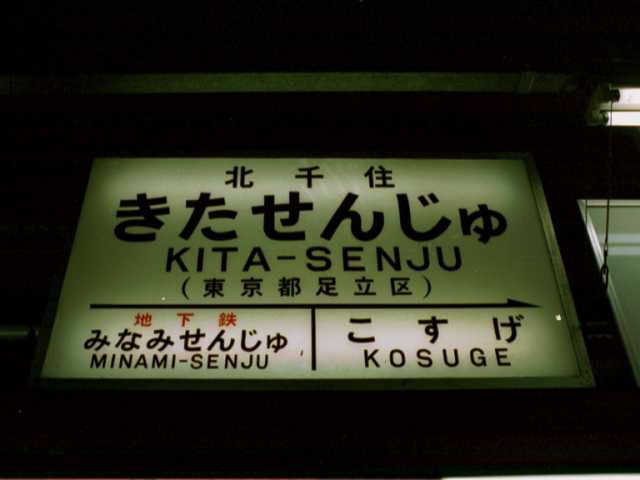 北千住
きたせんじゅ
KITA-SENJU
(東京都足立区)
地下鉄
みなみせんじゅ
MINAMI-SENJU
こすげ
KOSUGE